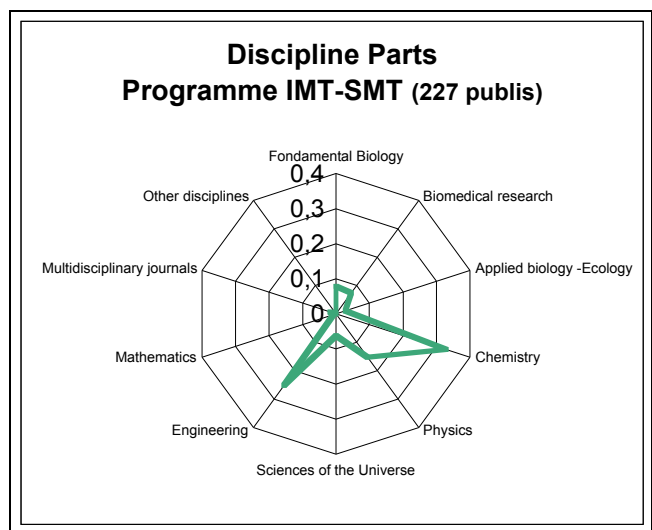 Discipline Parts
Programme IMT-SMT (227 publis)
Fondamental Biology
0,4
Other disciplines
Biomedical research
0,3
0,2
Multidisciplinary journals
Applied biology -Ecology
0,1
0
Mathematics
Chemistry
Engineering
Physics
Sciences of the Universe